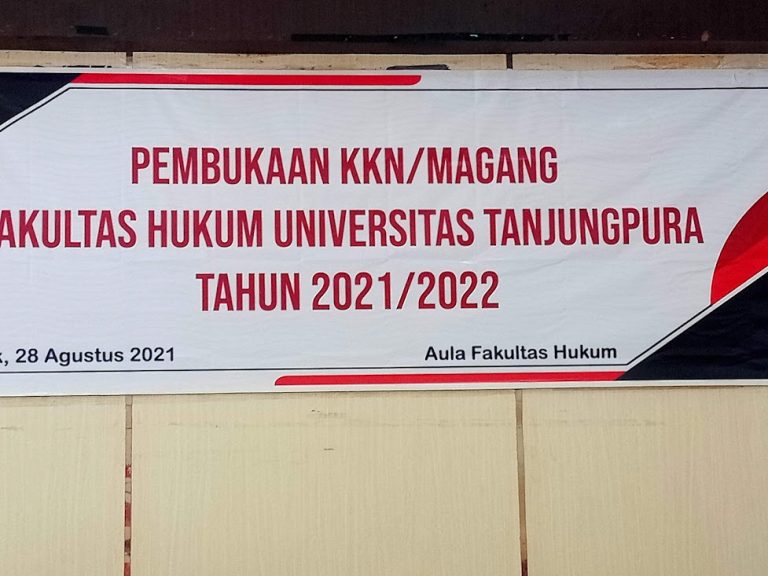 PEMBUKAAN KKN/MAGANG
AKULTAS HUKUM UNIVERSITAS TANJUNGPURA
TAHUN 2021/2022
k, 28 Agustus 2021
Aula Fakultas Hukum